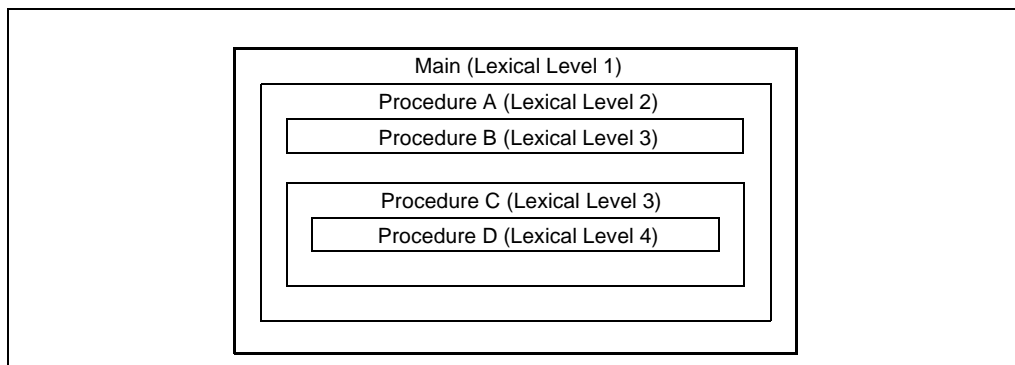 Main (Lexical Level 1)
Procedure A (Lexical Level 2)
Procedure B (Lexical Level 3)
Procedure C (Lexical Level 3)
Procedure D (Lexical Level 4)